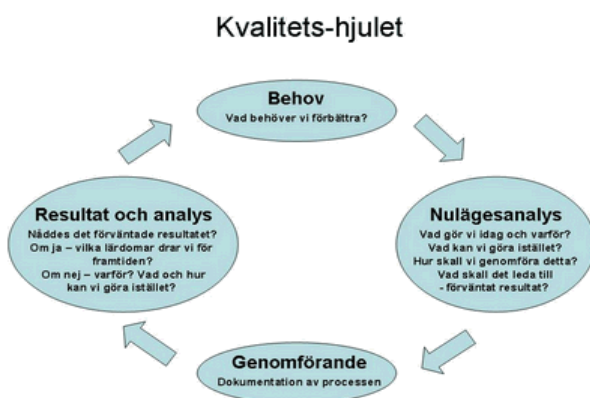 Kvalitets-hjulet
Behov
Vad behöver vi förbättra?
Nulägesanalys
Vad gör vi idag och varför?
Vad kan vi göra istället?
Hur skall vi genomföra detta?
Vad skall det leda till
- förväntat resultat?
Genomförande
Dokumentation av processen
Resultat och analys
Nåddes det förväntade resultatet?
Om ja – vilka lärdomar drar vi för
framtiden?
Om nej – varför? Vad och hur
kan vi göra istället?